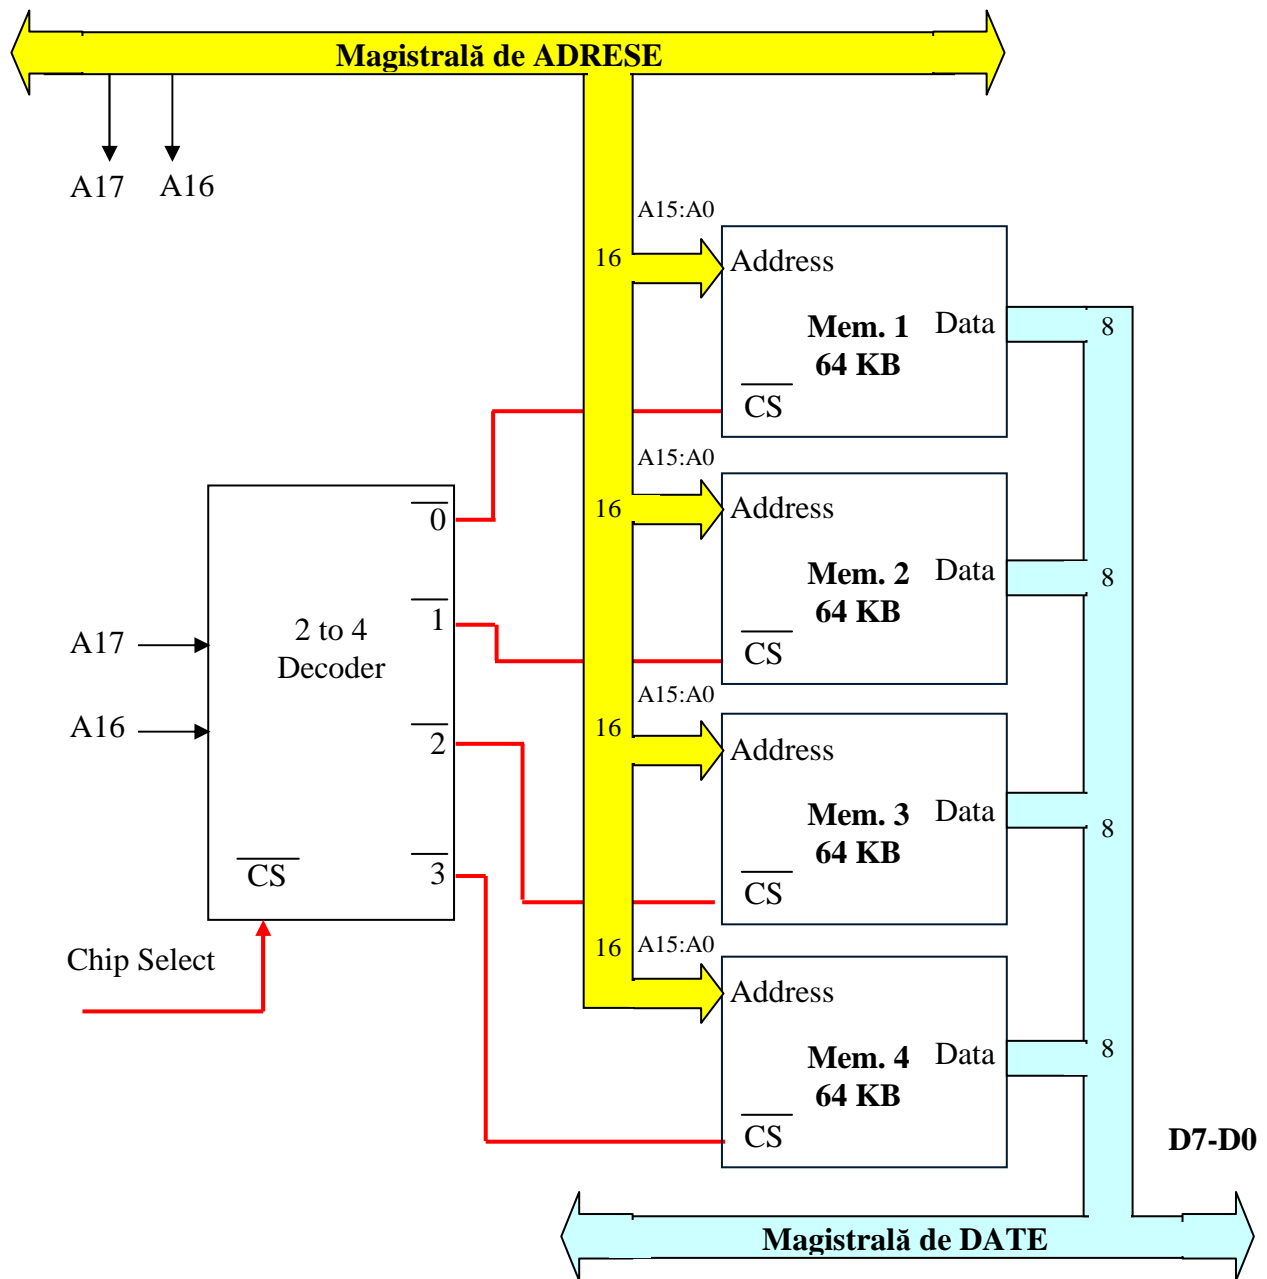 Magistrală de ADRESE
A17 A16
A15:A0
16
Address
Mem. 1
64 KB
Data
8
CS
A15:A0
16
Address
Mem. 2
64 KB
Data
8
CS
0
1
2
3
2 to 4
Decoder
A17
A16
CS
Chip Select
A15:A0
16
Address
Mem. 3
64 KB
Data
8
CS
A15:A0
16
Address
Mem. 4
64 KB
Data
8
CS
D7-D0
Magistrală de DATE